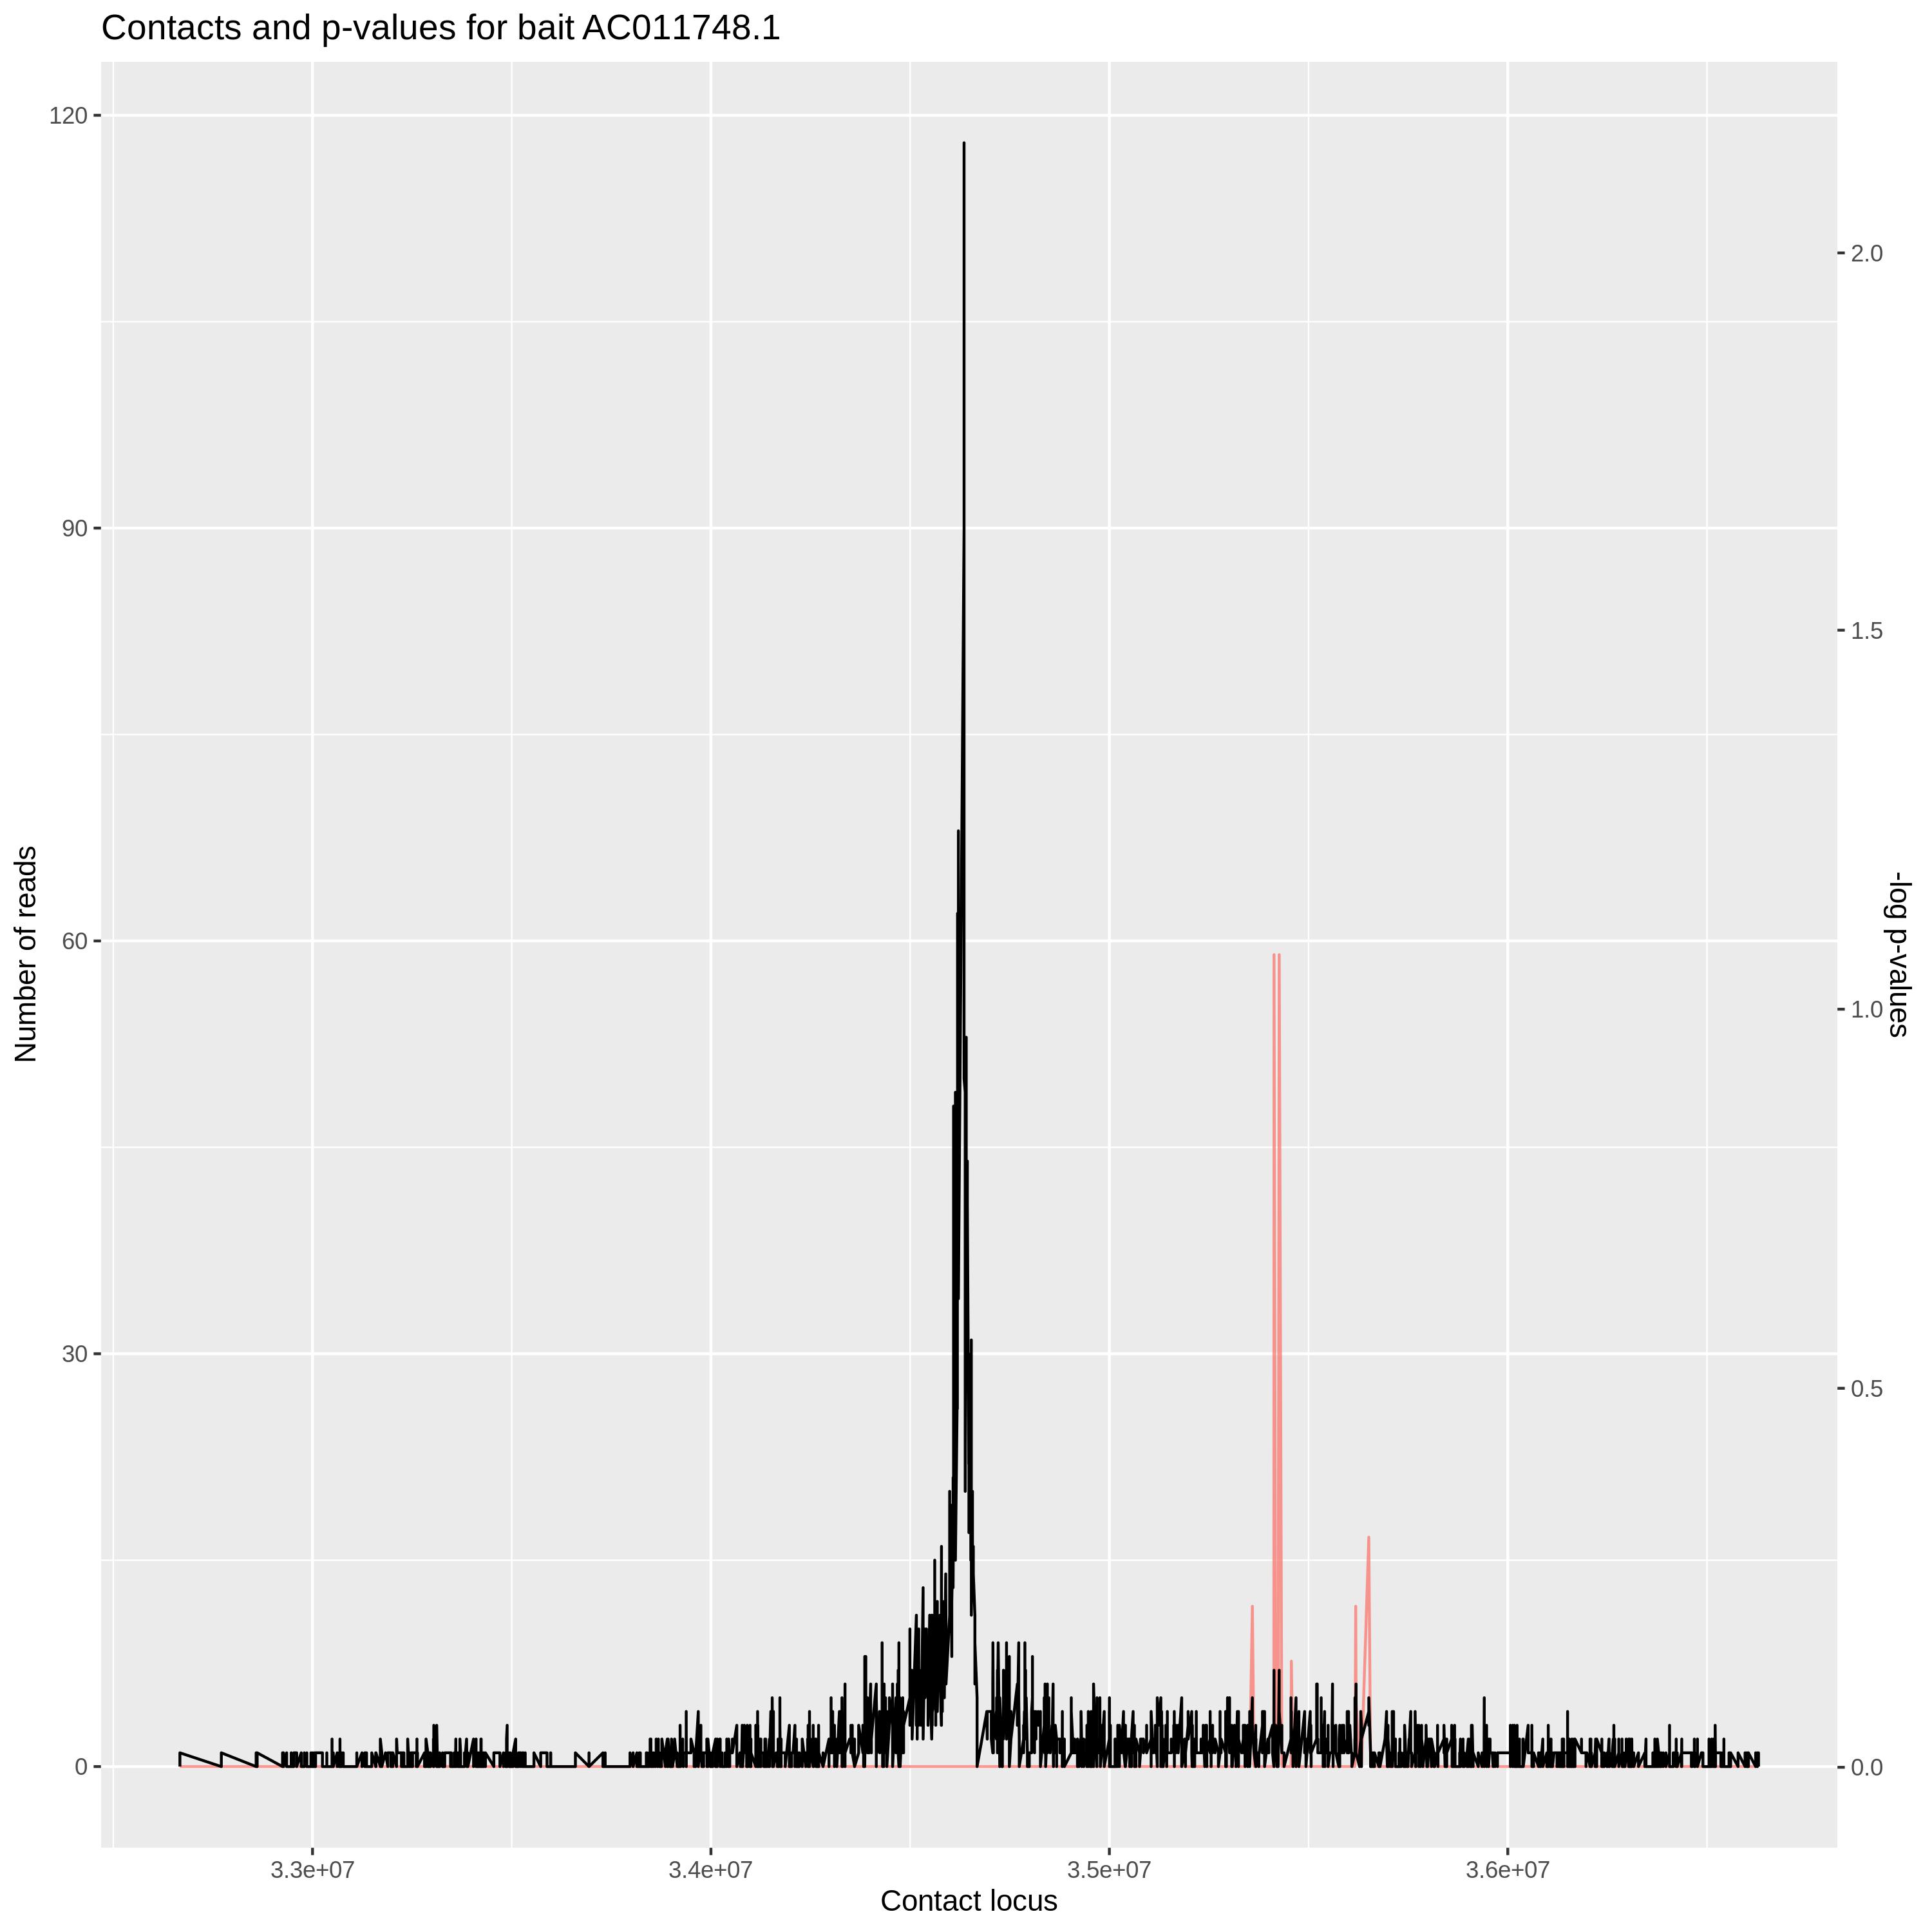 Contacts and p-values for bait AC011748.1
120
90
60
30
0
Number of reads
2.0
1.5
1.0
0.5
0.0
-log p-values
3.3e+07
3.4e+07
3.5e+07
3.6e+07
Contact locus